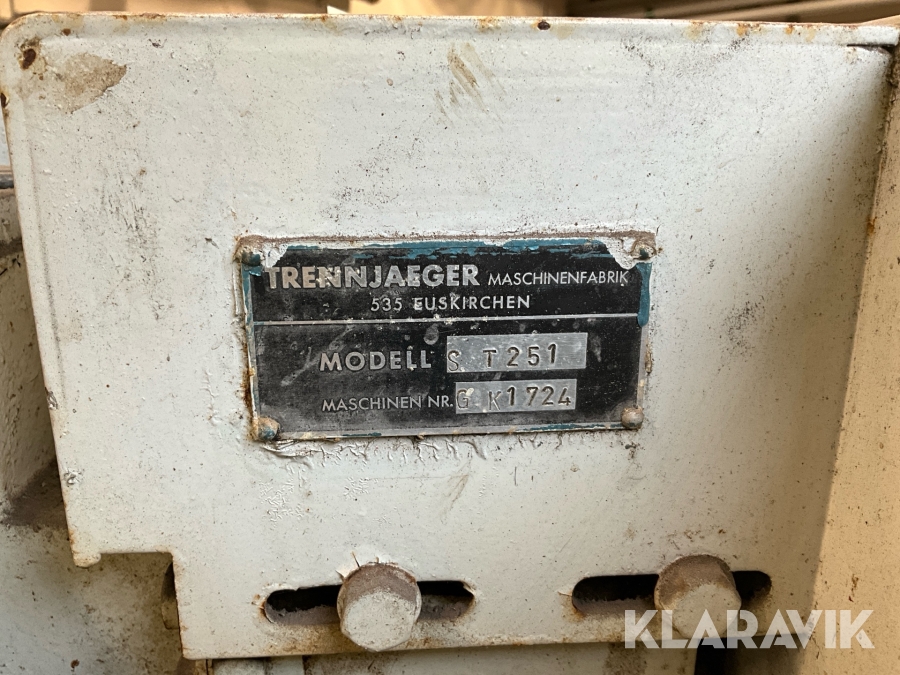 TRENNJAEGER MASCHINENFABRIK
535 EUSKIRCHEN
MODELL S T251
MASCHINEN NR. G K1724
KLARAVIK